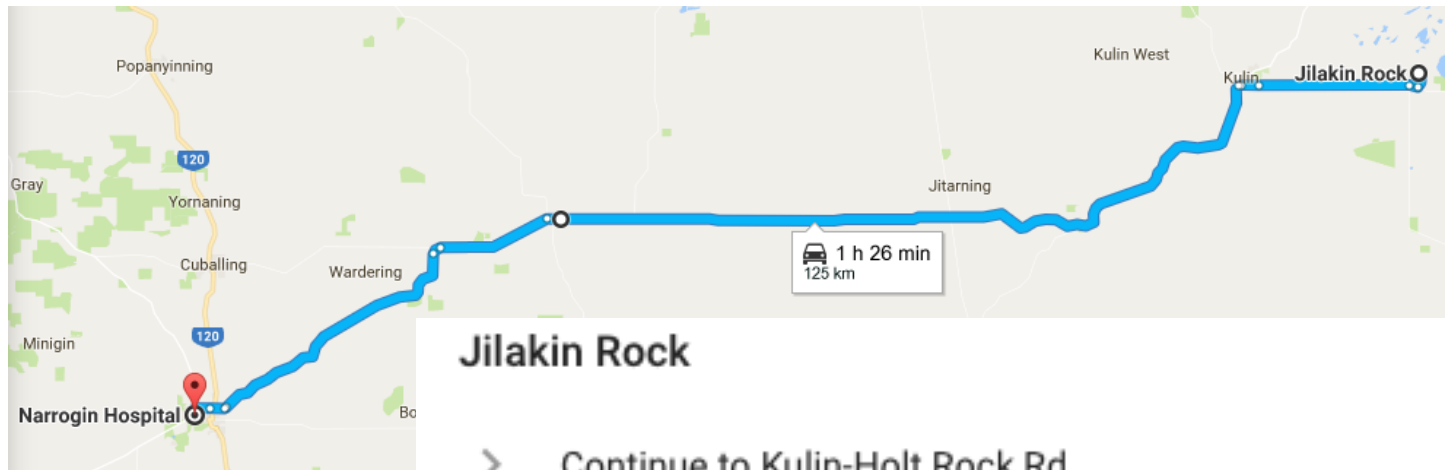 Popanyinning
Kulin West
Kulin
Jilakin Rock
120
Gray
Yornaning
Jitarning
1 h 26 min
125 km
Cuballing
Wardering
120
Minigin
Narrogin Hospital
Bo
Jilakin Rock
Continue to Kulin-Holt Rock Rd